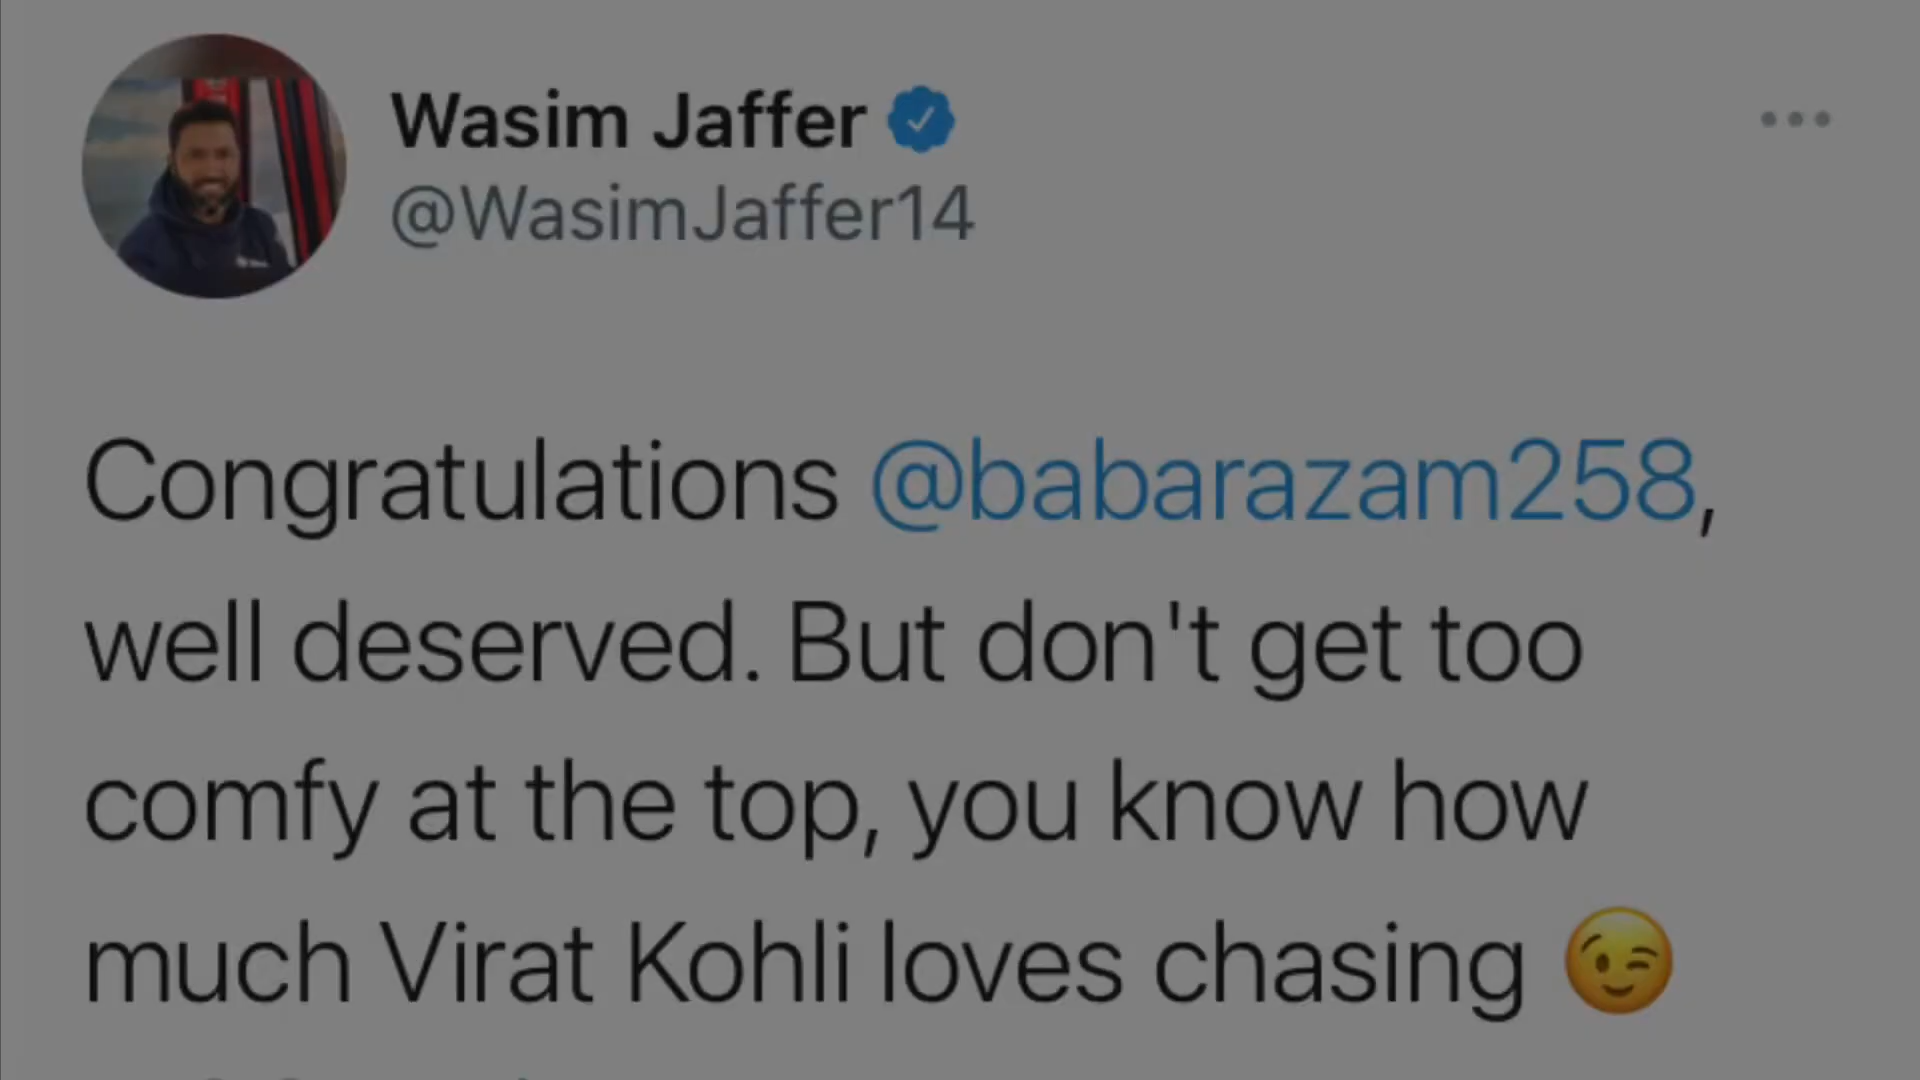 Wasim Jaffer
@WasimJaffer14
Congratulations @babarazam258,
well deserved. But don't get too
comfy at the top, you know how
much Virat Kohli loves chasing 😉